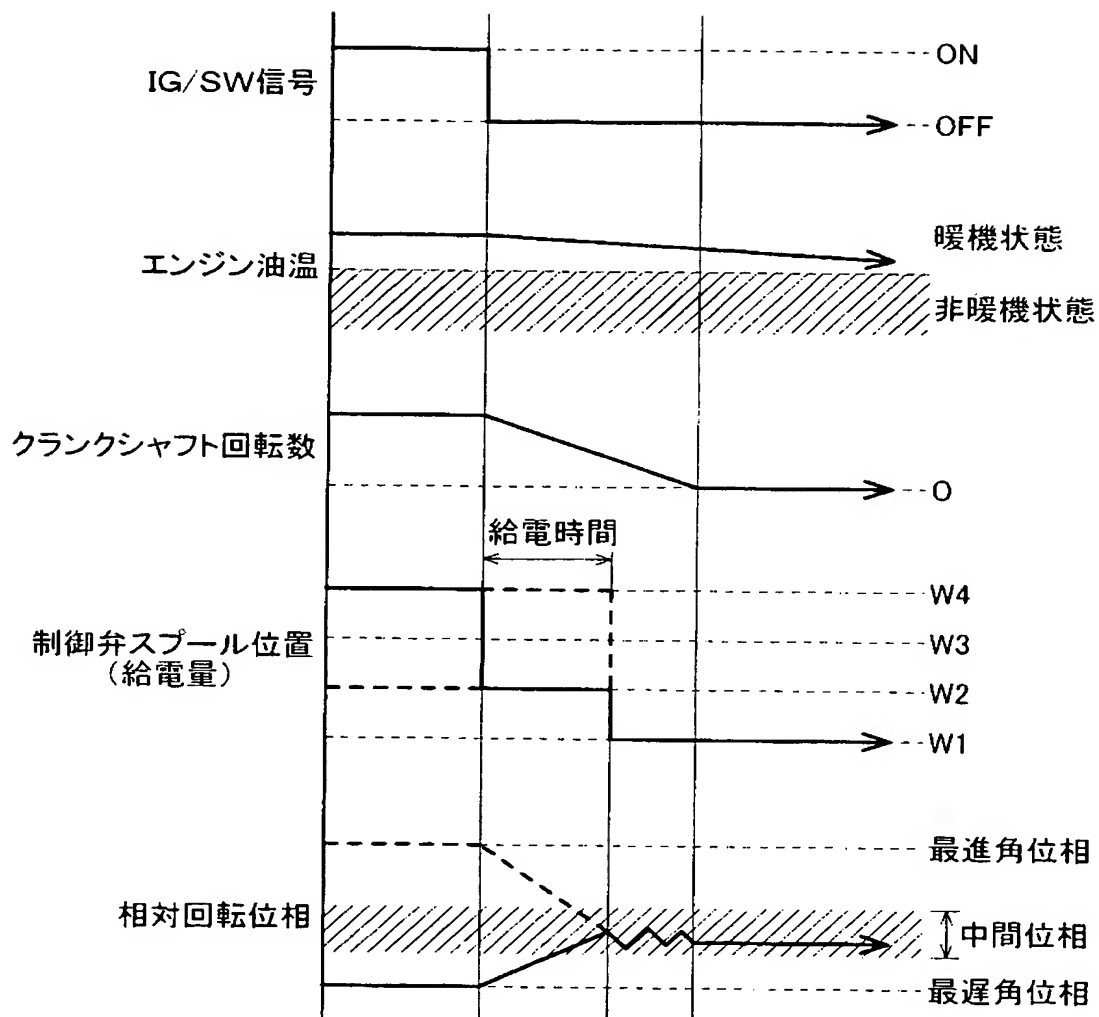 IG/SW信号
ON
OFF
エンジン油温
暖機状態
非暖機状態
クランクシャフト回転数
O
給電時間
制御弁スプール位置
(給電量)
W4
W3
W2
W1
相対回転位相
最進角位相
中間位相
最遅角位相